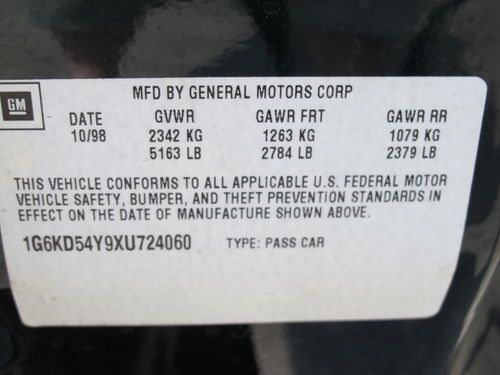 GM
MFD BY GENERAL MOTORS CORP
DATE GVWR GAWR FRT GAWR RR
10/98 2342 KG 1263 KG 1079 KG
5163 LB 2784 LB 2379 LB
THIS VEHICLE CONFORMS TO ALL APPLICABLE U.S. FEDERAL MOTOR
VEHICLE SAFETY, BUMPER, AND THEFT PREVENTION STANDARDS IN
EFFECT ON THE DATE OF MANUFACTURE SHOWN ABOVE.
1G6KD54Y9XU724060 TYPE: PASS CAR